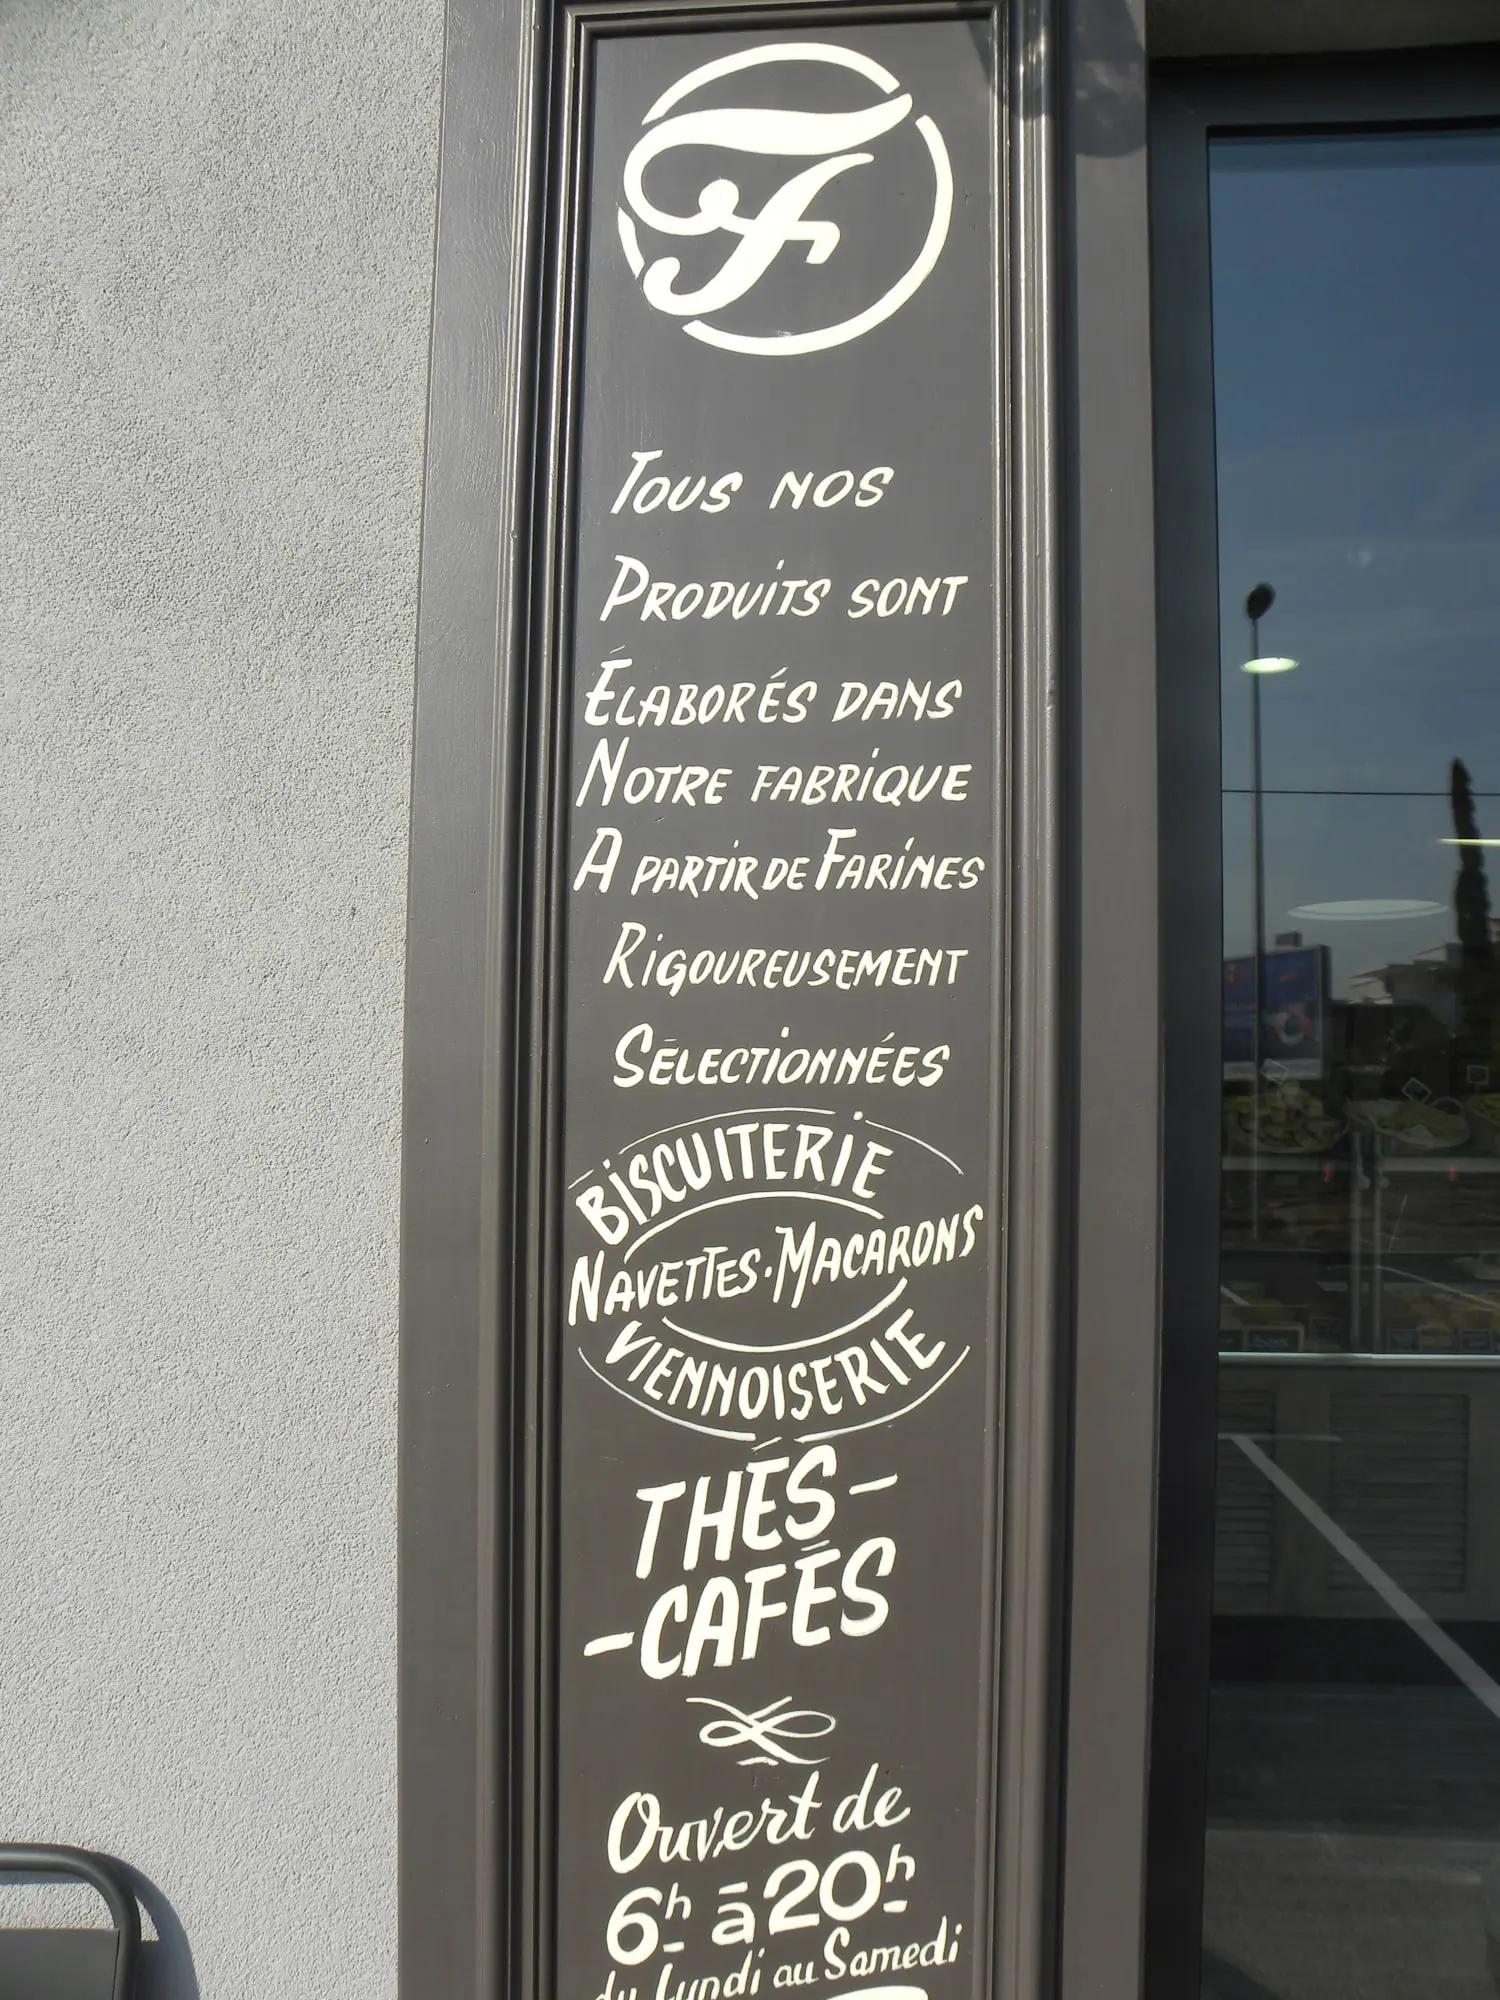 F
Tous nos
Produits sont
Élaborés dans
Notre fabrique
A partir de Farines
Rigoureusement
Sélectionnées
BISCUITERIE
NAVETTES·MACARONS
VIENNOISERIE
THÉS-
-CAFÉS
Ouvert de
6h à 20h
du Lundi au Samedi